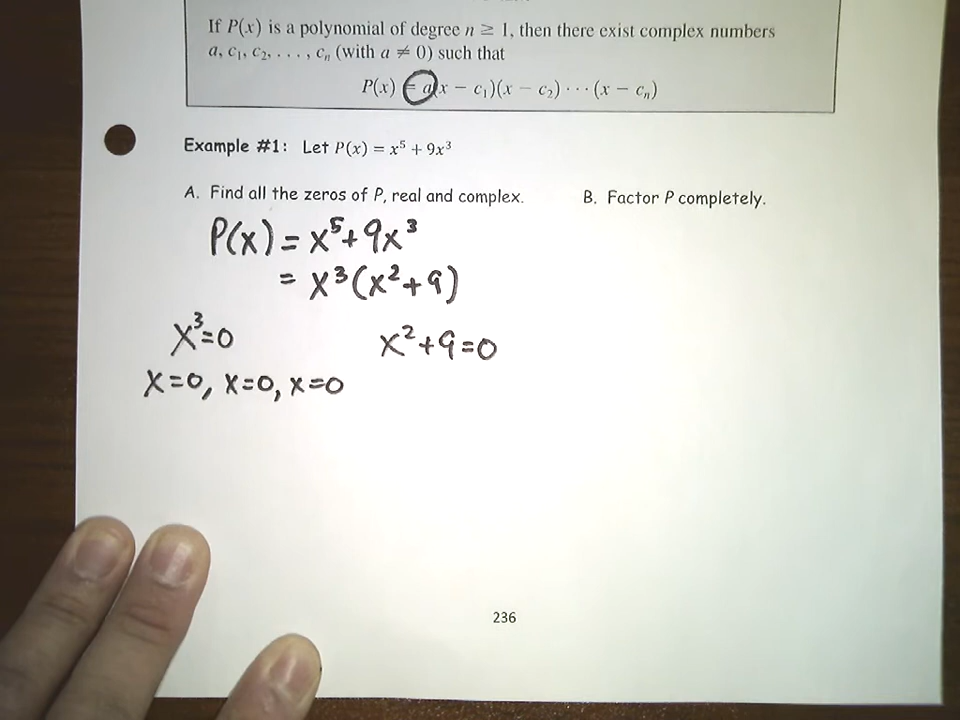 If P(x) is a polynomial of degree n ≥ 1, then there exist complex numbers
a, c₁, c₂, . . . , cₙ (with a ≠ 0) such that
P(x) = a(x − c₁)(x − c₂) · · · (x − cₙ)
Example #1: Let P(x) = x⁵ + 9x³
A. Find all the zeros of P, real and complex. B. Factor P completely.
P(x) = x⁵ + 9x³
= x³(x² + 9)
x³=0 x²+9=0
x=0, x=0, x=0
236